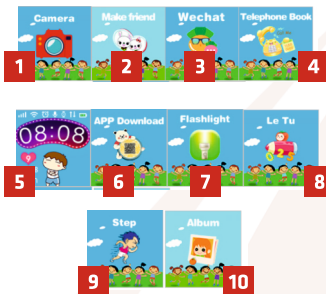 Camera
Make friend
Wechat
Telephone Book
1
2
3
4
08:08
APP Download
Flashlight
Le Tu
5
6
7
8
Step
Album
9
10